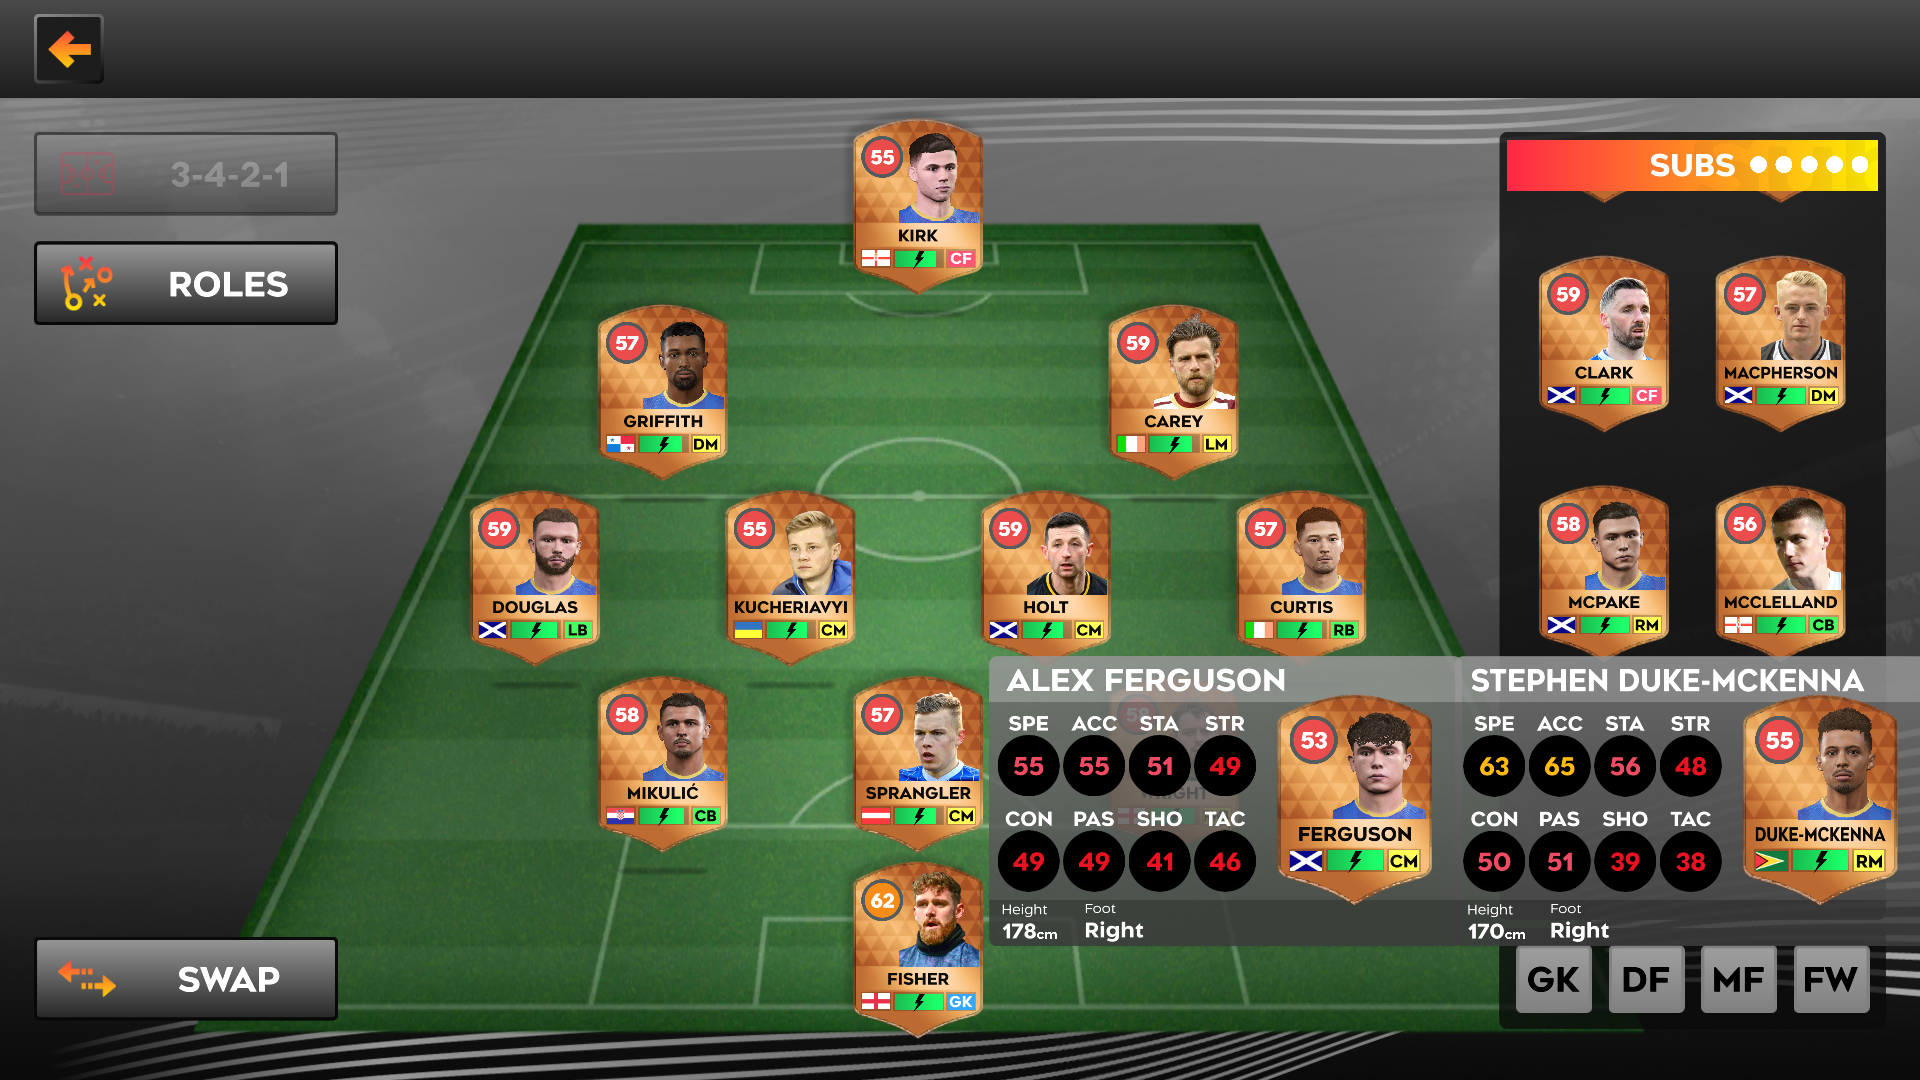 3-4-2-1
ROLES
SWAP
55
KIRK
CF
57
GRIFFITH
DM
59
CAREY
LM
59
DOUGLAS
LB
55
KUCHERIAVYI
CM
59
HOLT
CM
57
CURTIS
RB
58
MIKULIĆ
CB
57
SPRANGLER
CM
62
FISHER
GK
SUBS
59
CLARK
CF
57
MACPHERSON
DM
58
MCPAKE
RM
56
MCCLELLAND
CB
ALEX FERGUSON
SPE ACC STA STR
55 55 51 49
CON PAS SHO TAC
49 49 41 46
Height Foot
178cm Right
53
FERGUSON
CM
STEPHEN DUKE-MCKENNA
SPE ACC STA STR
63 65 56 48
CON PAS SHO TAC
50 51 39 38
Height Foot
170cm Right
55
DUKE-MCKENNA
RM
GK DF MF FW